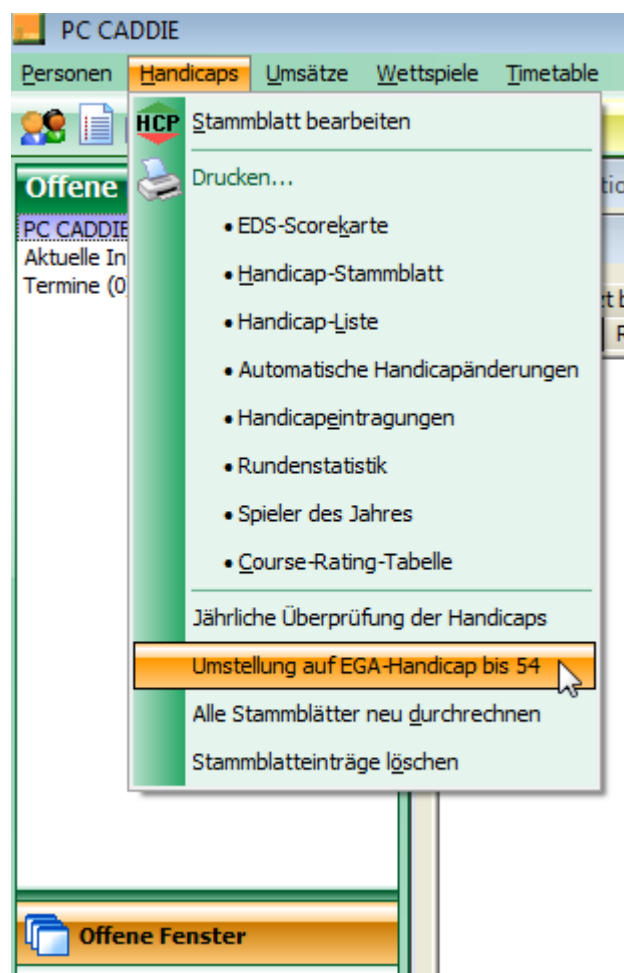 PC CADDIE
Personen Handicaps Umsätze Wettspiele Timetable
HCP Stammblatt bearbeiten
Offene
Drucken...
PC CADDIE
Aktuelle In
Termine (0)
• EDS-Scorekarte
• Handicap-Stammblatt
• Handicap-Liste
• Automatische Handicapänderungen
• Handicapeintragungen
• Rundenstatistik
• Spieler des Jahres
• Course-Rating-Tabelle
Jährliche Überprüfung der Handicaps
Umstellung auf EGA-Handicap bis 54
Alle Stammblätter neu durchrechnen
Stammblatteinträge löschen
Offene Fenster